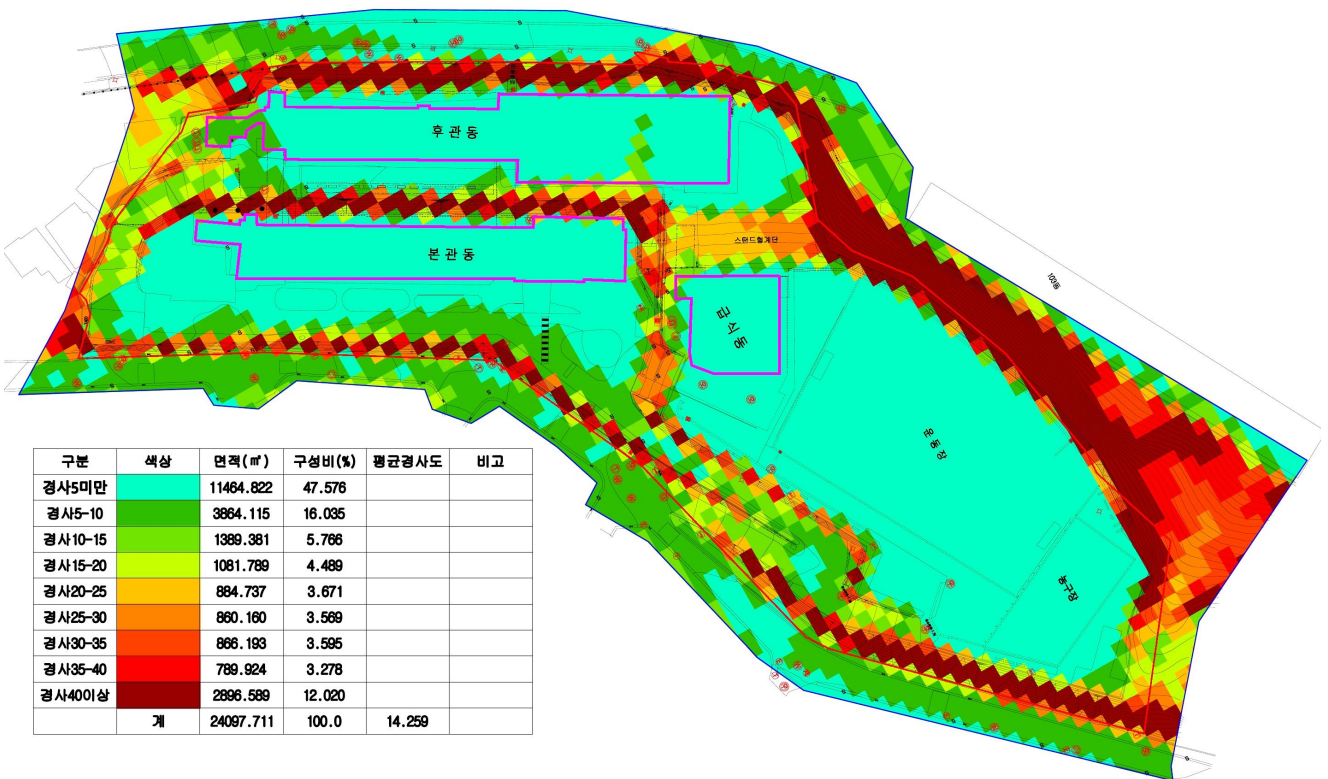 후관동
본관동
스탠드형계단
급식동
103동
운동장
농구장
구분 색상 면적(㎡) 구성비(%) 평균경사도 비고
경사5미만 11464.822 47.576
경사5-10 3864.115 16.035
경사10-15 1389.381 5.766
경사15-20 1081.789 4.489
경사20-25 884.737 3.671
경사25-30 860.160 3.569
경사30-35 866.193 3.595
경사35-40 789.924 3.278
경사40이상 2896.589 12.020
계 24097.711 100.0 14.259